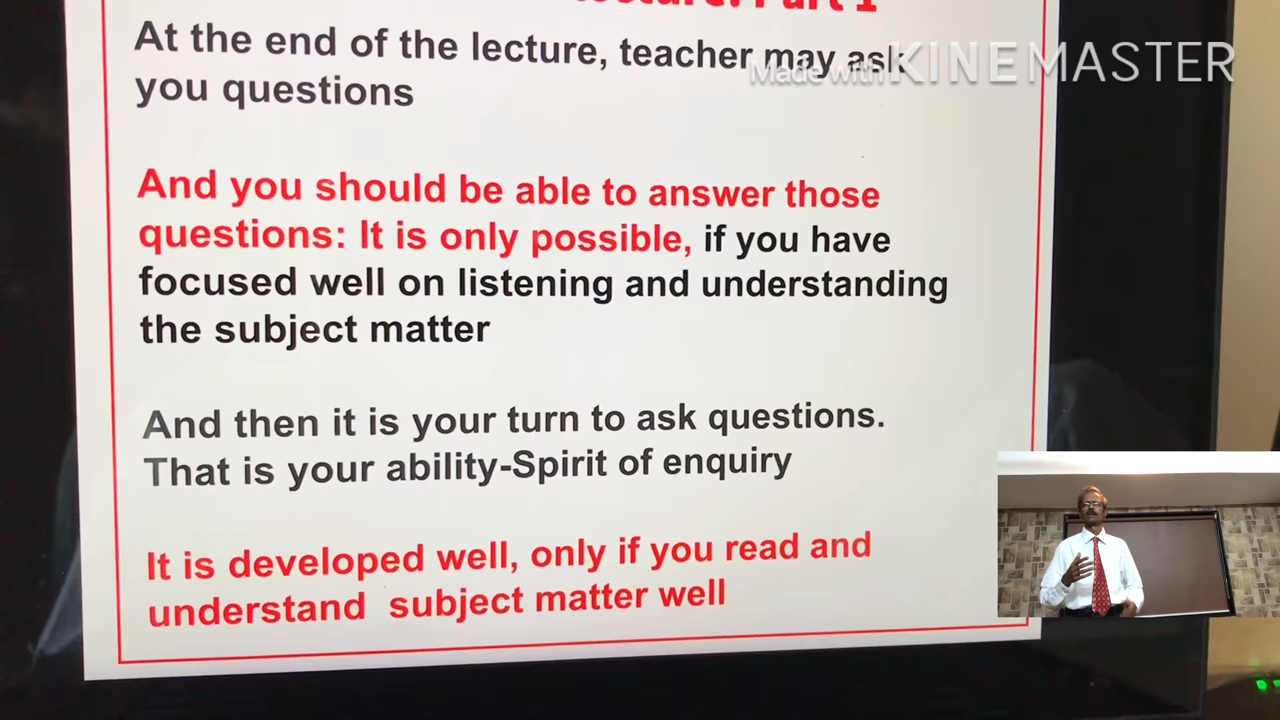 Part 1
At the end of the lecture, teacher may ask
you questions
Made with KINEMASTER
And you should be able to answer those
questions: It is only possible, if you have
focused well on listening and understanding
the subject matter
And then it is your turn to ask questions.
That is your ability-Spirit of enquiry
It is developed well, only if you read and
understand subject matter well